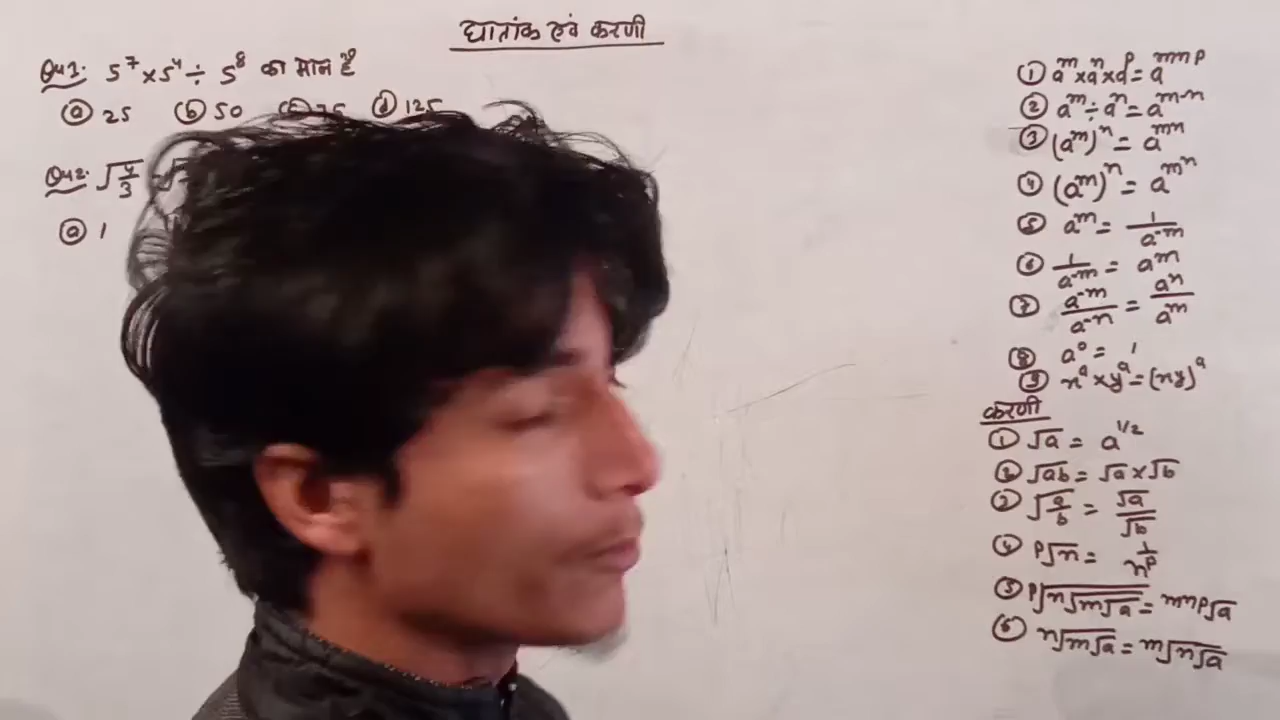 घातांक एवं करणी
Qu1. 5⁷ × 5⁴ ÷ 5⁸ का मान है
(a) 25 (b) 50 (c) 75 (d) 125
Qu2. √(4/3) - √
(a) 1
① aᵐ × aⁿ × aᵖ = aᵐⁿᵖ
② aᵐ ÷ aⁿ = aᵐ⁻ⁿ
③ (aᵐ)ⁿ = aᵐⁿ
④ (aᵐ)ⁿ = a^m^n
⑤ aᵐ = 1/a⁻ᵐ
⑥ 1/a⁻ᵐ = aᵐ
⑦ a⁻ᵐ/a⁻ⁿ = aⁿ/aᵐ
⑧ a⁰ = 1
⑨ xᵃ × yᵃ = (xy)ᵃ
करणी
① √a = a^1/2
② √ab = √a × √b
③ √(a/b) = √a/√b
④ ᵖ√n = n^1/p
⑤ ᵖ√ⁿ√ᵐ√a = ᵐⁿᵖ√a
⑥ ⁿ√ᵐ√a = ᵐ√ⁿ√a